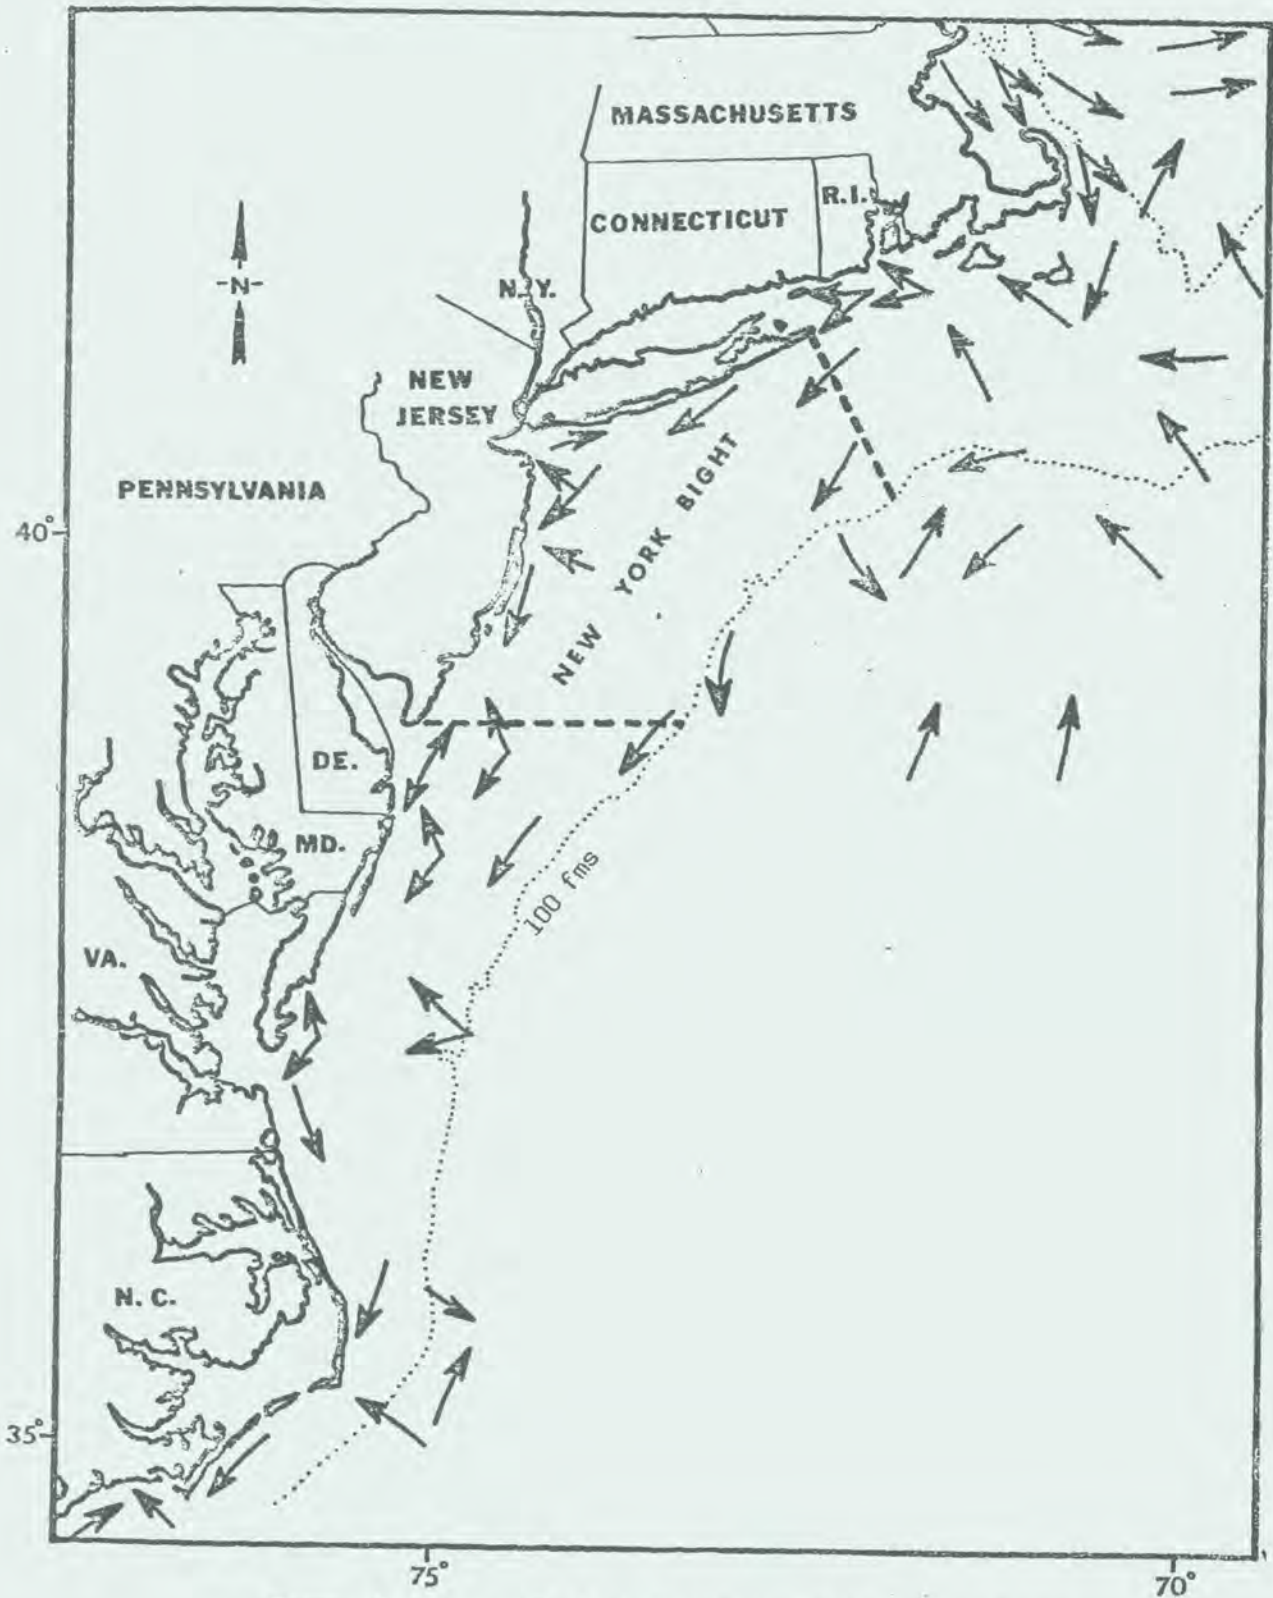 MASSACHUSETTS
R.I.
CONNECTICUT
-N-
N.Y.
NEW
JERSEY
PENNSYLVANIA
40°
NEW YORK BIGHT
DE.
MD.
100 fms
VA.
N. C.
35°
75°
70°